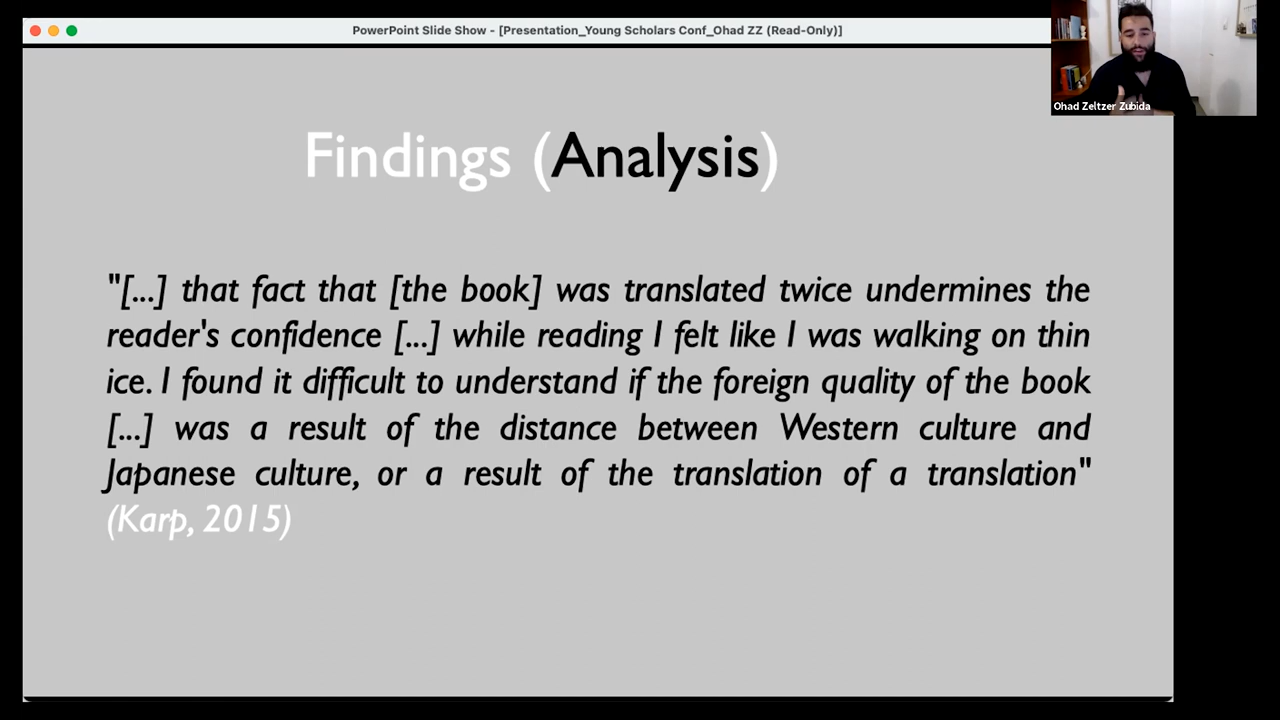 PowerPoint Slide Show - [Presentation_Young Scholars Conf_Ohad ZZ (Read-Only)]
Ohad Zeltzer Zubida
Findings (Analysis)
"[...] that fact that [the book] was translated twice undermines the
reader's confidence [...] while reading I felt like I was walking on thin
ice. I found it difficult to understand if the foreign quality of the book
[...] was a result of the distance between Western culture and
Japanese culture, or a result of the translation of a translation"
(Karp, 2015)